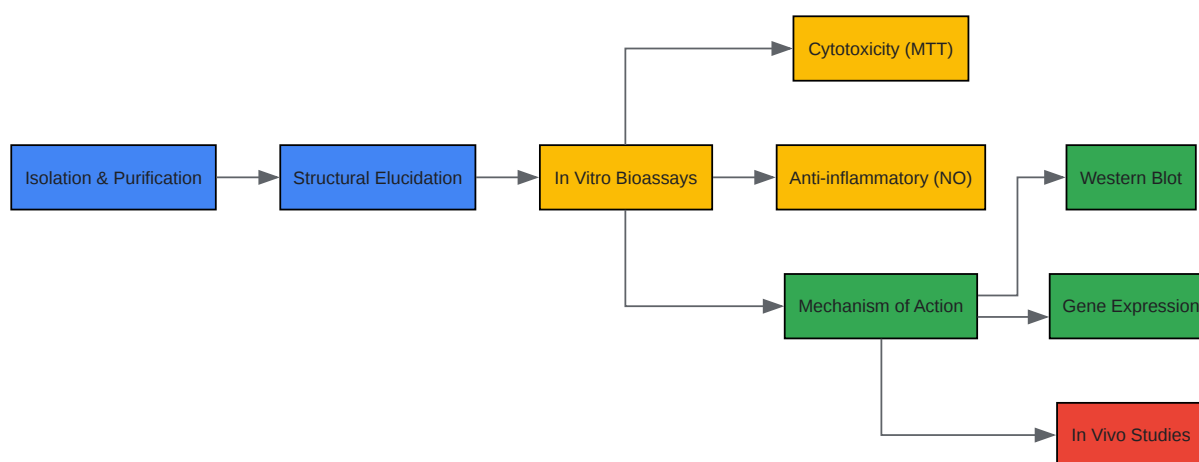 Cytotoxicity (MTT)
Isolation & Purification
Structural Elucidation
In Vitro Bioassays
Anti-inflammatory (NO)
Western Blot
Mechanism of Action
Gene Expression
In Vivo Studies